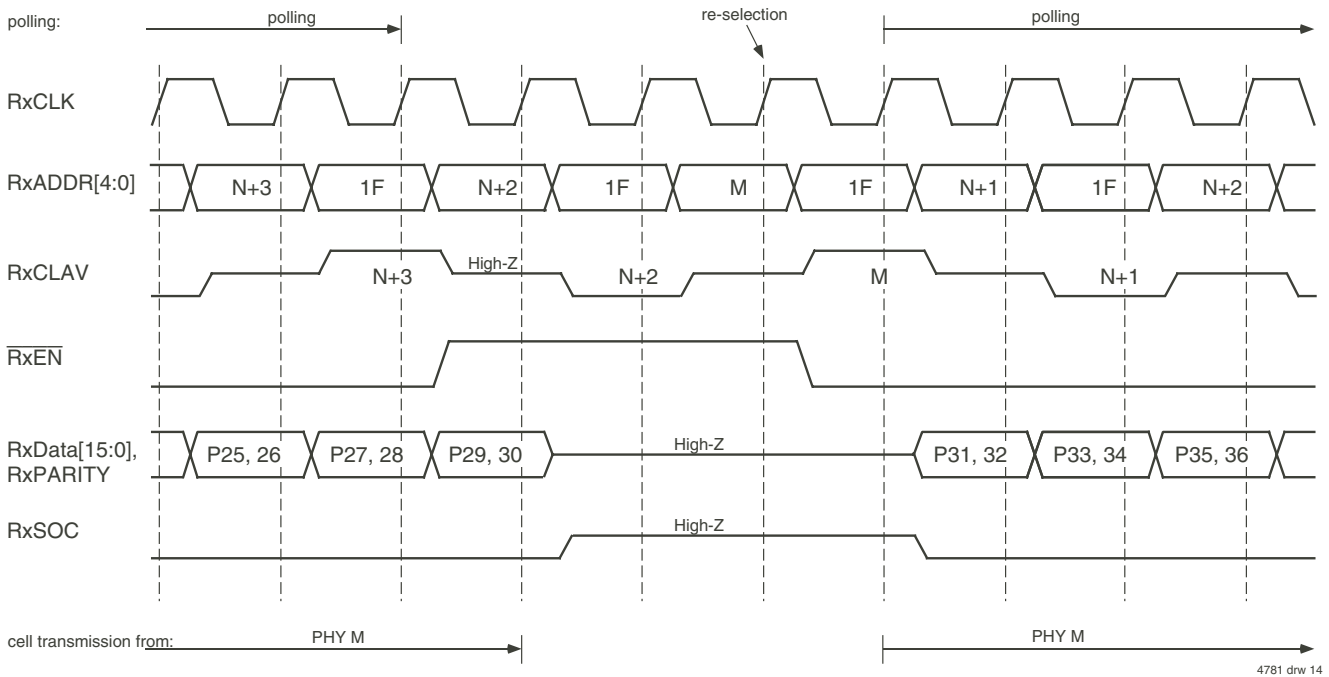 polling: polling re-selection polling
RxCLK
RxADDR[4:0] N+3 1F N+2 1F M 1F N+1 1F N+2
RxCLAV N+3 High-Z N+2 M N+1
RxEN
RxData[15:0], RxPARITY P25, 26 P27, 28 P29, 30 High-Z P31, 32 P33, 34 P35, 36
RxSOC High-Z
cell transmission from: PHY M PHY M
4781 drw 14